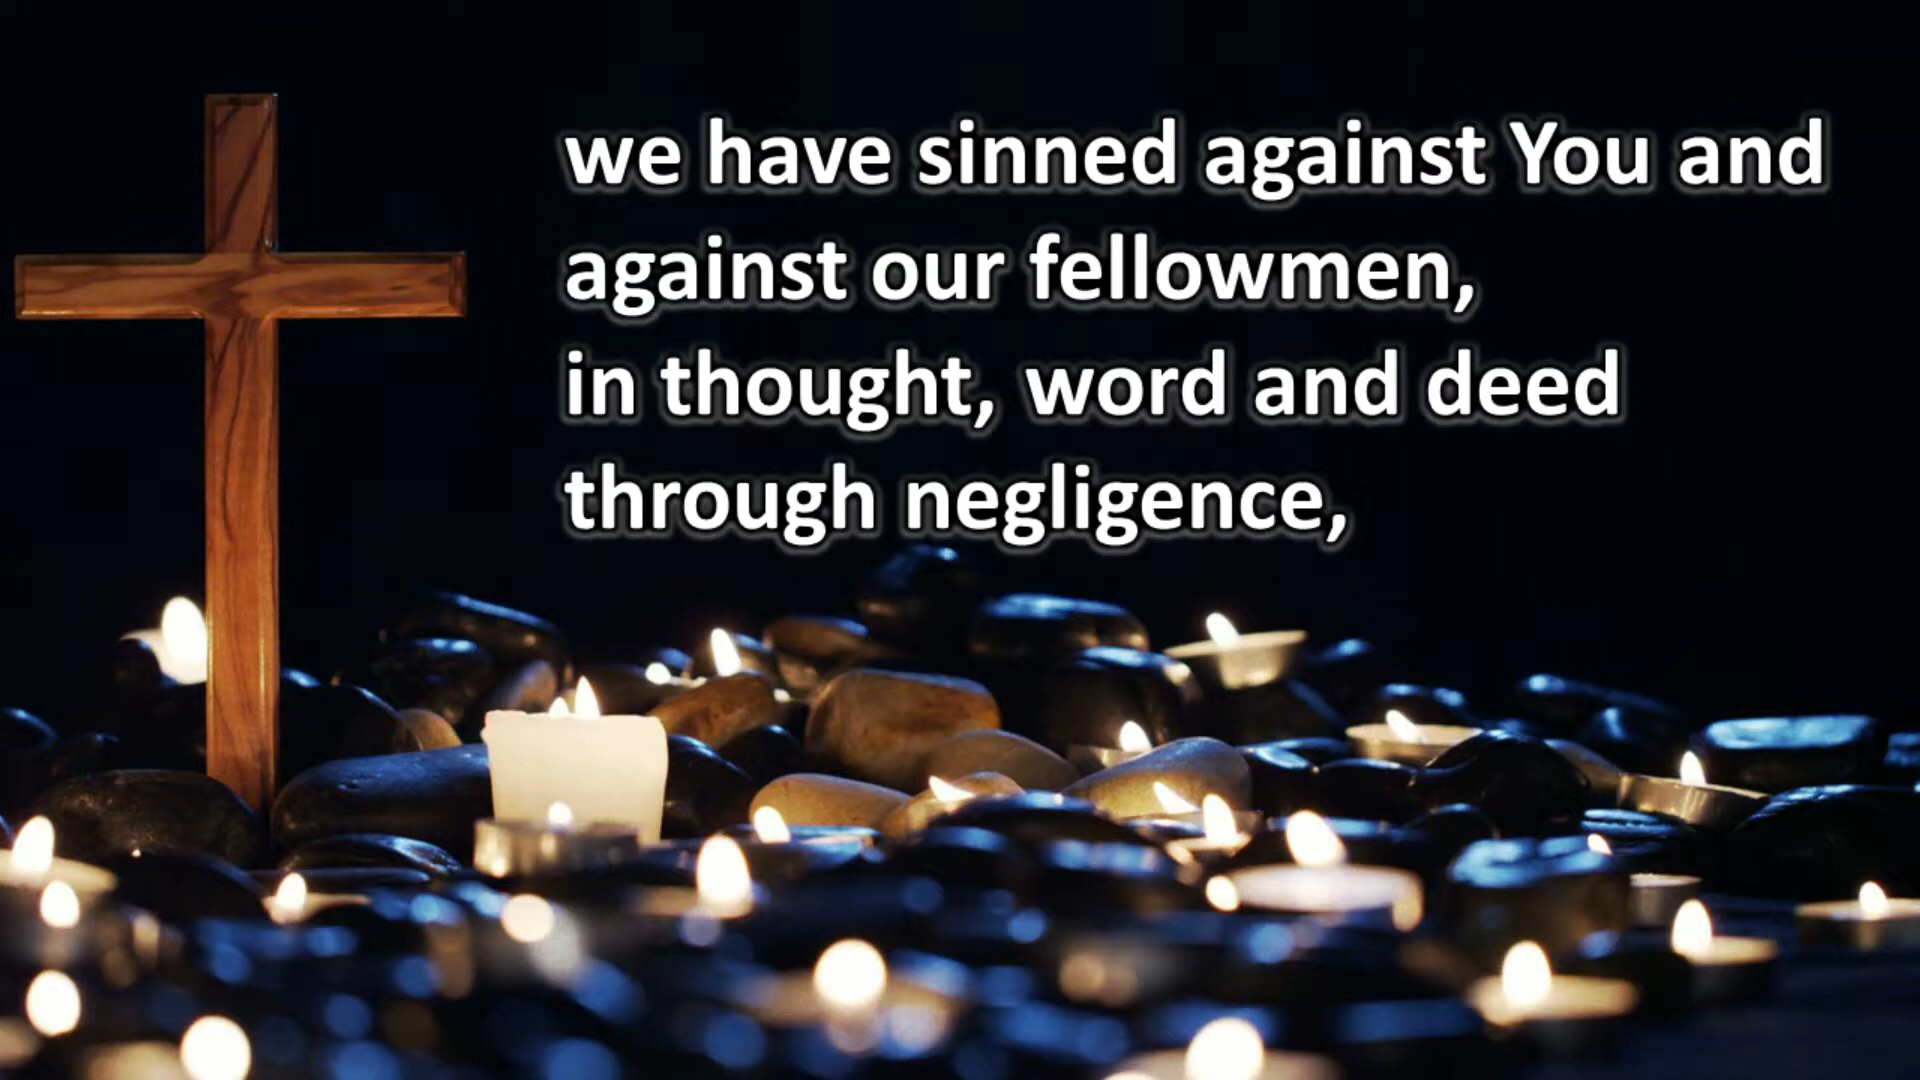 we have sinned against You and
against our fellowmen,
in thought, word and deed
through negligence,